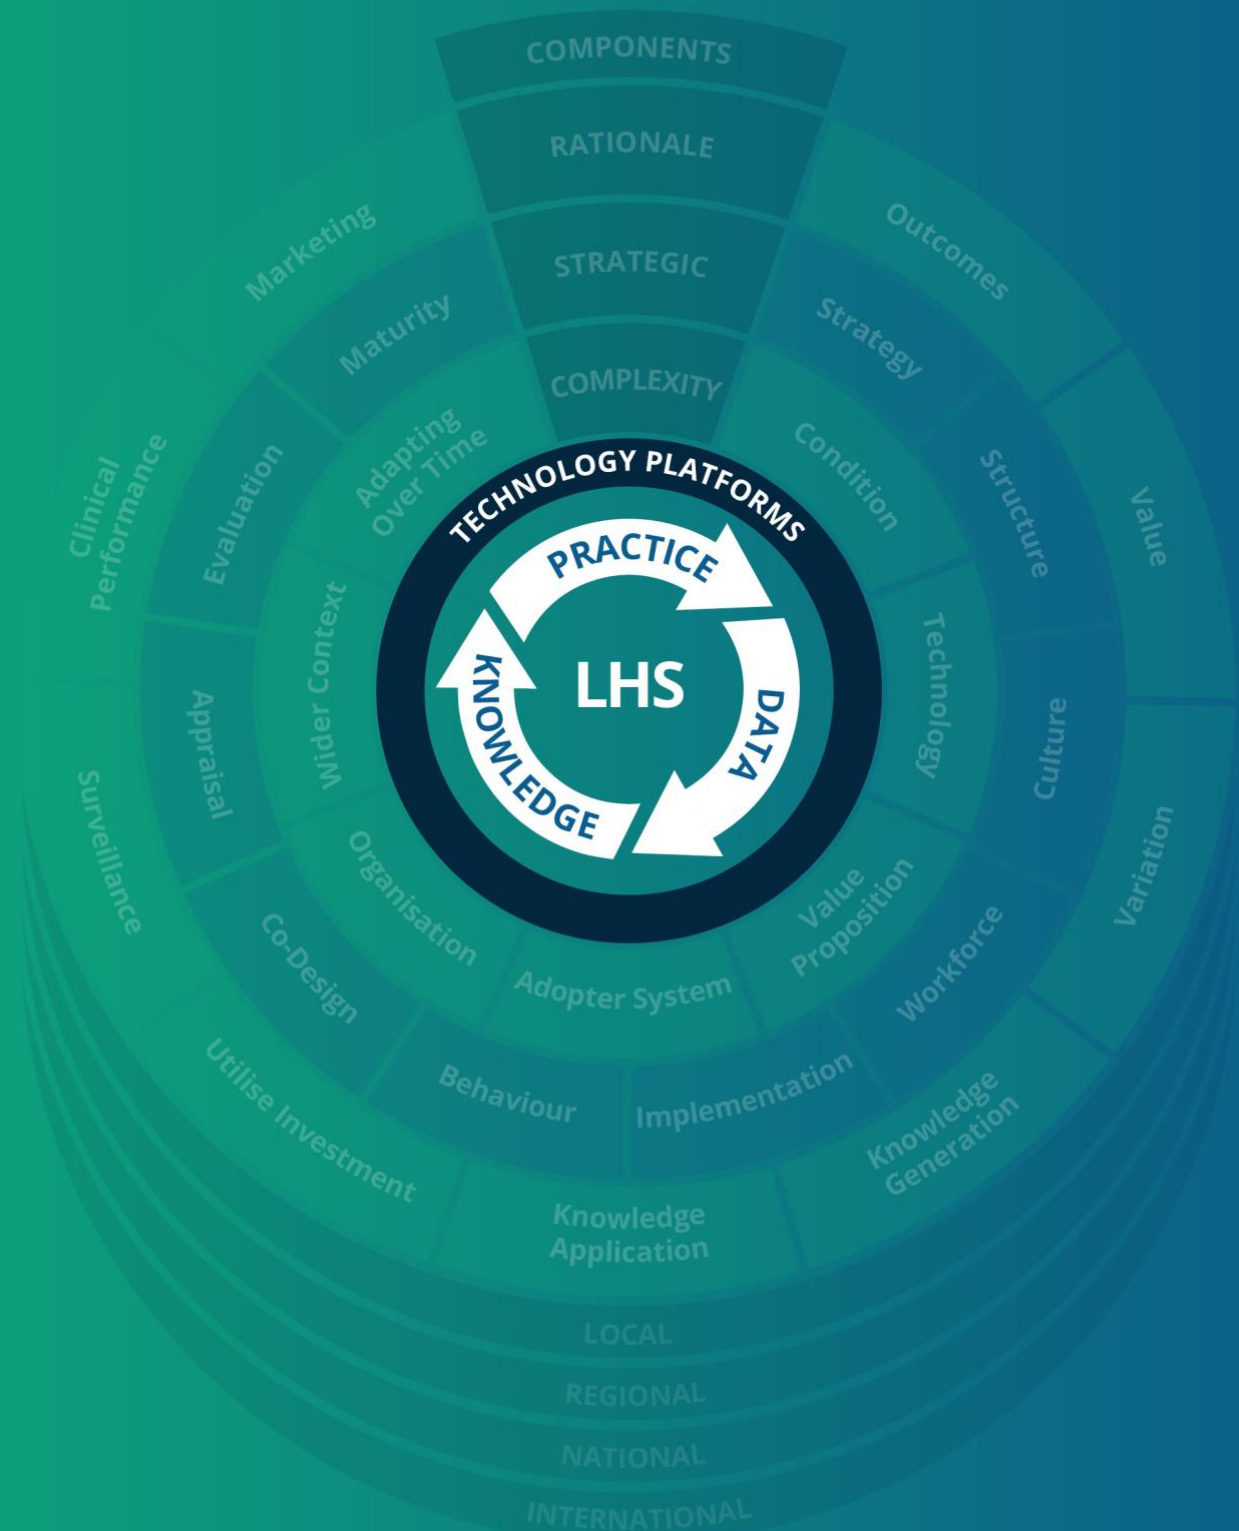 COMPONENTS
RATIONALE
STRATEGIC
COMPLEXITY
TECHNOLOGY PLATFORMS
PRACTICE
DATA
KNOWLEDGE
LHS
Condition
Technology
Value
Proposition
Adopter System
Organisation
Wider Context
Adapting
Over Time
Strategy
Structure
Culture
Workforce
Implementation
Behaviour
Co-Design
Appraisal
Evaluation
Maturity
Outcomes
Value
Variation
Knowledge
Generation
Knowledge
Application
Utilise Investment
Surveillance
Clinical
Performance
Marketing
LOCAL
REGIONAL
NATIONAL
INTERNATIONAL